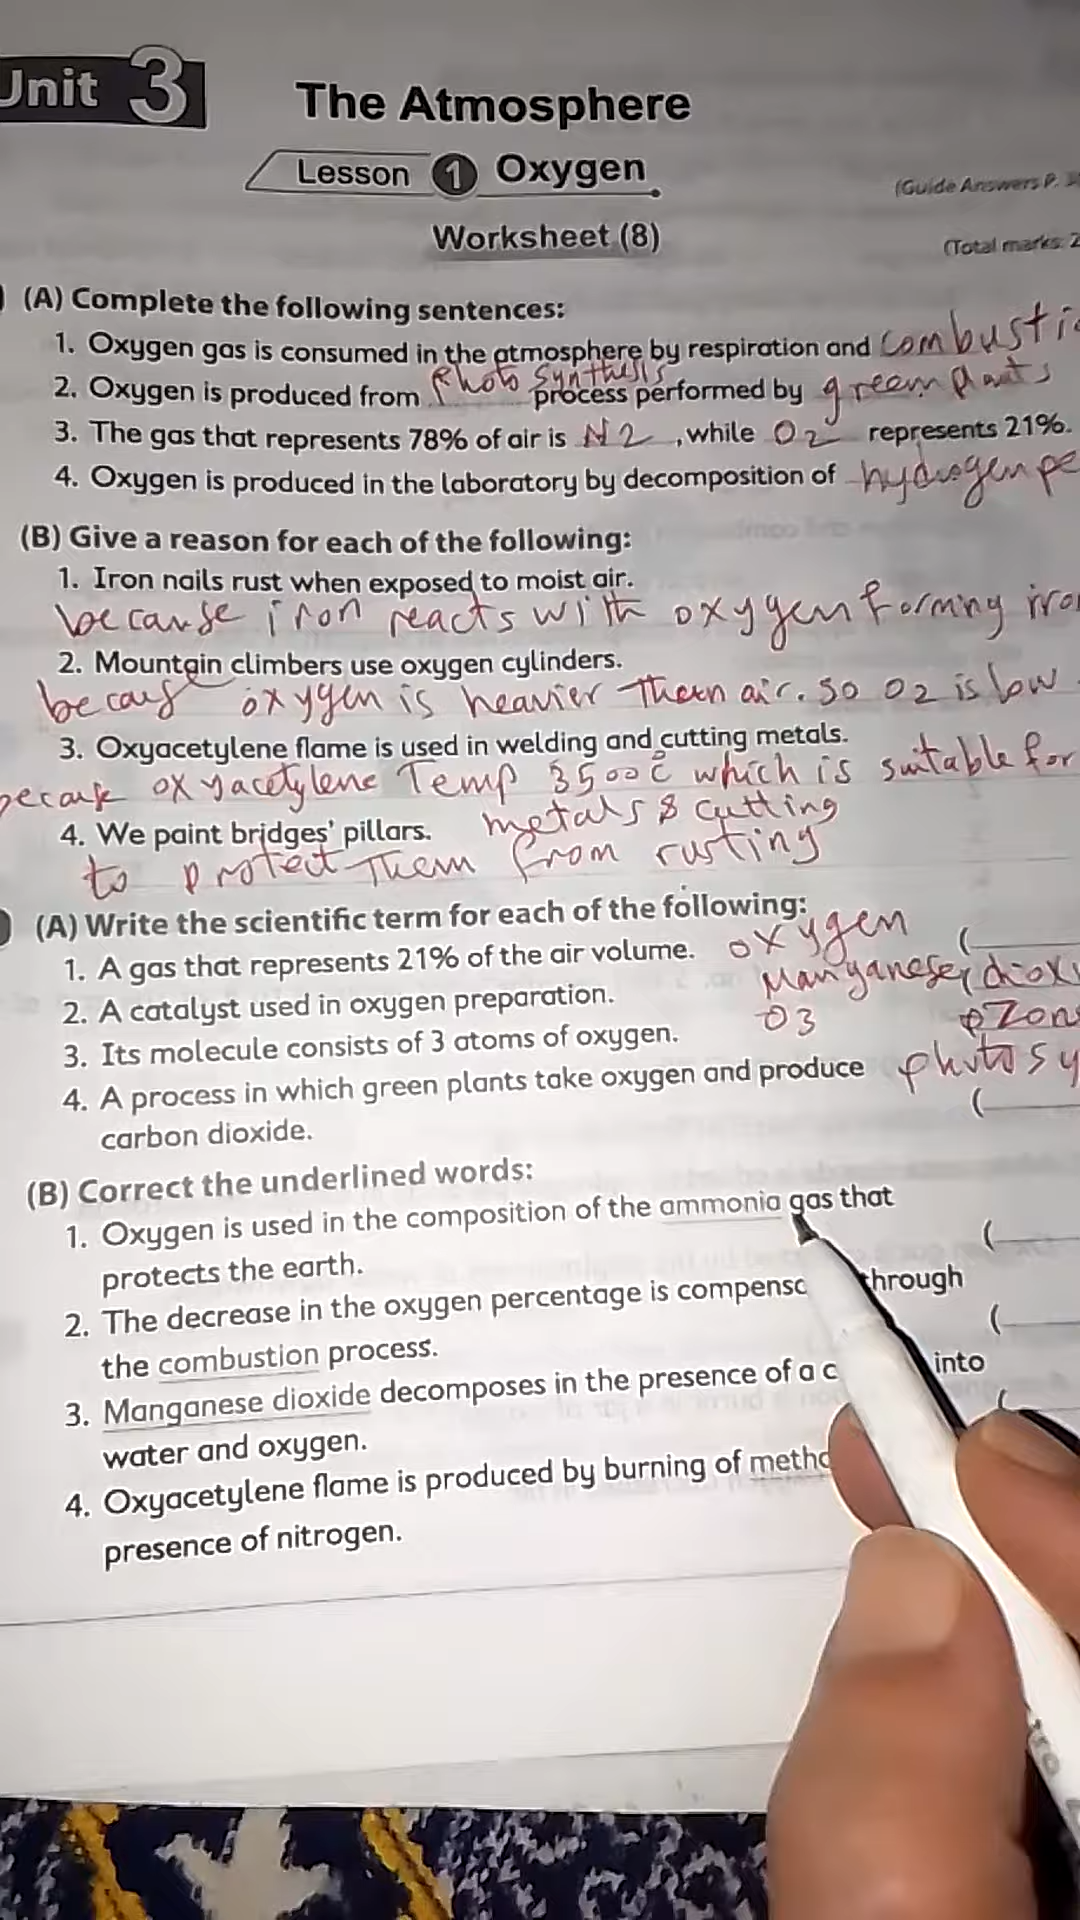 Unit 3
The Atmosphere
Lesson 1 Oxygen
(Guide Answers P.
Worksheet (8)
(Total marks: 2
(A) Complete the following sentences:
1. Oxygen gas is consumed in the atmosphere by respiration and combusti
2. Oxygen is produced from Photo Synthesis process performed by green plants
3. The gas that represents 78% of air is N2 , while O2 represents 21%.
4. Oxygen is produced in the laboratory by decomposition of hydrogen pe
(B) Give a reason for each of the following:
1. Iron nails rust when exposed to moist air.
because iron reacts with oxygen forming iro
2. Mountain climbers use oxygen cylinders.
becaus oxygen is heavier than air. so O2 is low
3. Oxyacetylene flame is used in welding and cutting metals.
oxyacetylene Temp 3500°c which is suitable for
metals & cutting
4. We paint bridges' pillars.
to protect Them from rusting
(A) Write the scientific term for each of the following:
1. A gas that represents 21% of the air volume. oxygen (
2. A catalyst used in oxygen preparation. Manganese ( diox
3. Its molecule consists of 3 atoms of oxygen. O3 ozon
4. A process in which green plants take oxygen and produce photosy
carbon dioxide. (
(B) Correct the underlined words:
1. Oxygen is used in the composition of the ammonia gas that
protects the earth. (
2. The decrease in the oxygen percentage is compensa through
the combustion process. (
3. Manganese dioxide decomposes in the presence of a c into
water and oxygen. (
4. Oxyacetylene flame is produced by burning of metha
presence of nitrogen.